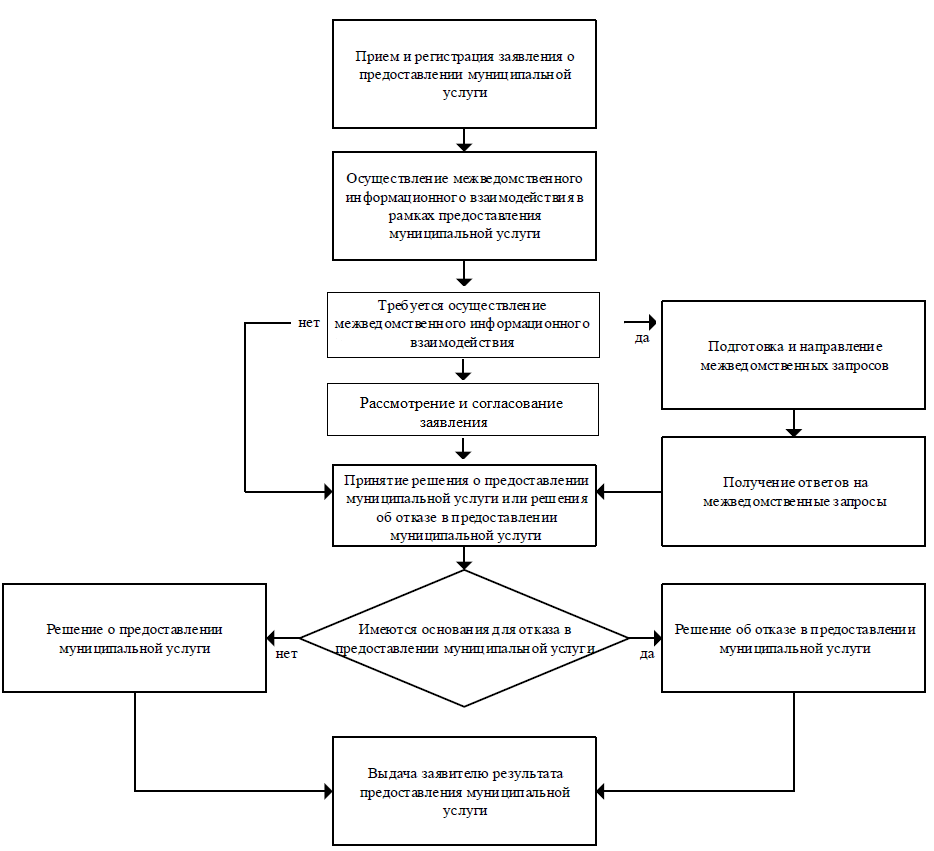 Прием и регистрация заявления о
предоставлении муниципальной
услуги
Осуществление межведомственного
информационного взаимодействия в
рамках предоставления
муниципальной услуги
Требуется осуществление
межведомственного информационного
взаимодействия
нет
да
Подготовка и направление
межведомственных запросов
Рассмотрение и согласование
заявления
Получение ответов на
межведомственные запросы
Принятие решения о предоставлении
муниципальной услуги или решения
об отказе в предоставлении
муниципальной услуги
Решение о предоставлении
муниципальной услуги
нет
Имеются основания для отказа в
предоставлении муниципальной услуги
да
Решение об отказе в предоставлении
муниципальной услуги
Выдача заявителю результата
предоставления муниципальной
услуги